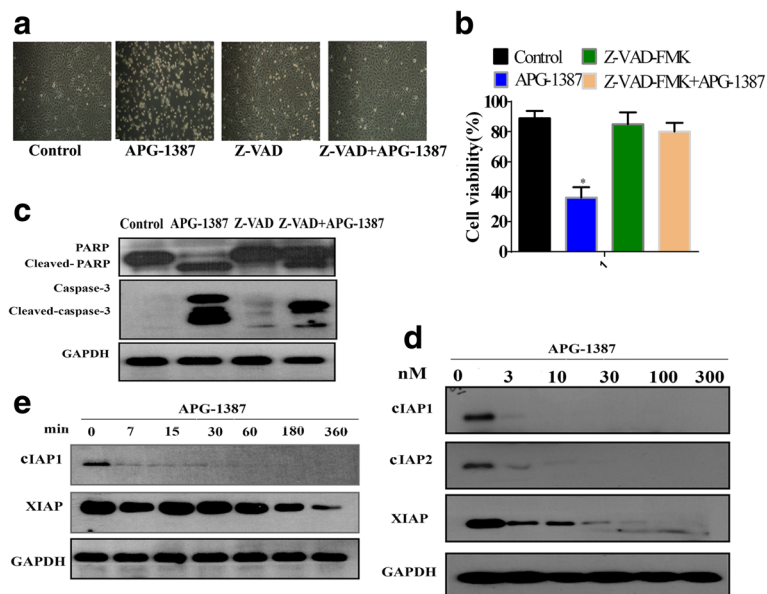 a
Control APG-1387 Z-VAD Z-VAD+APG-1387
b
Control Z-VAD-FMK
APG-1387 Z-VAD-FMK+APG-1387
Cell viability(%)
100
80
60
40
20
0
*
c
Control APG-1387 Z-VAD Z-VAD+APG-1387
PARP
Cleaved-PARP
Caspase-3
Cleaved-caspase-3
GAPDH
d
APG-1387
nM 0 3 10 30 100 300
cIAP1
cIAP2
XIAP
GAPDH
e
APG-1387
min 0 7 15 30 60 180 360
cIAP1
XIAP
GAPDH